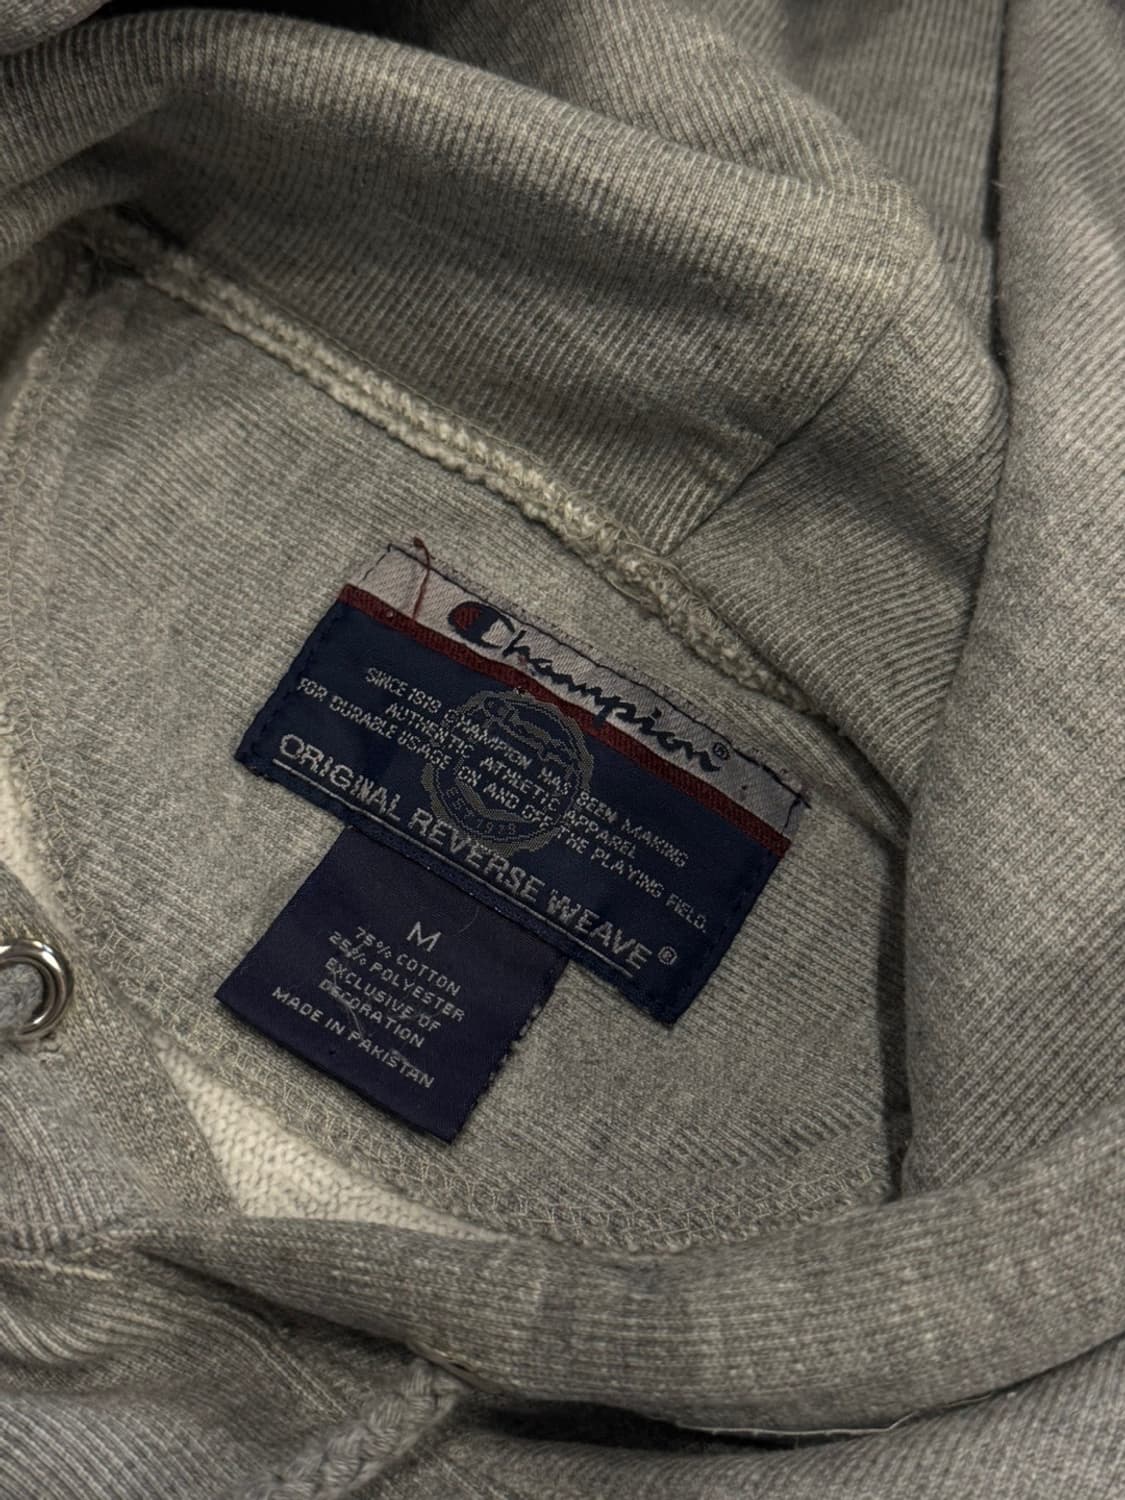 Champion®
SINCE 1919 CHAMPION HAS BEEN MAKING
AUTHENTIC ATHLETIC APPAREL
FOR DURABLE USAGE ON AND OFF THE PLAYING FIELD.
ORIGINAL REVERSE WEAVE®
M
75% COTTON
25% POLYESTER
EXCLUSIVE OF
DECORATION
MADE IN PAKISTAN